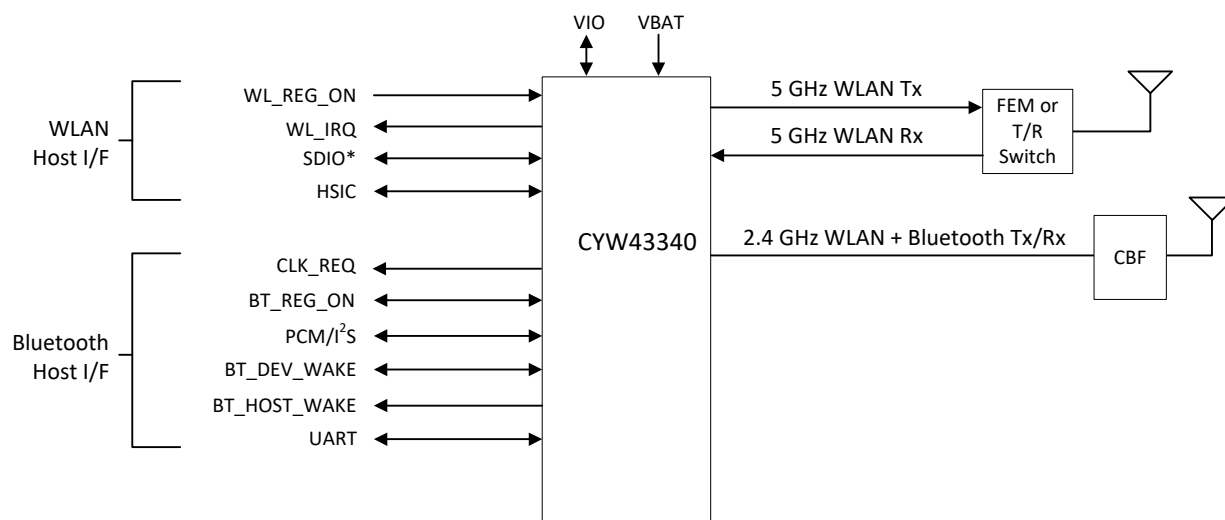 VIO
VBAT
WLAN
Host I/F
WL_REG_ON
WL_IRQ
SDIO*
HSIC
Bluetooth
Host I/F
CLK_REQ
BT_REG_ON
PCM/I²S
BT_DEV_WAKE
BT_HOST_WAKE
UART
CYW43340
5 GHz WLAN Tx
5 GHz WLAN Rx
FEM or
T/R
Switch
2.4 GHz WLAN + Bluetooth Tx/Rx
CBF